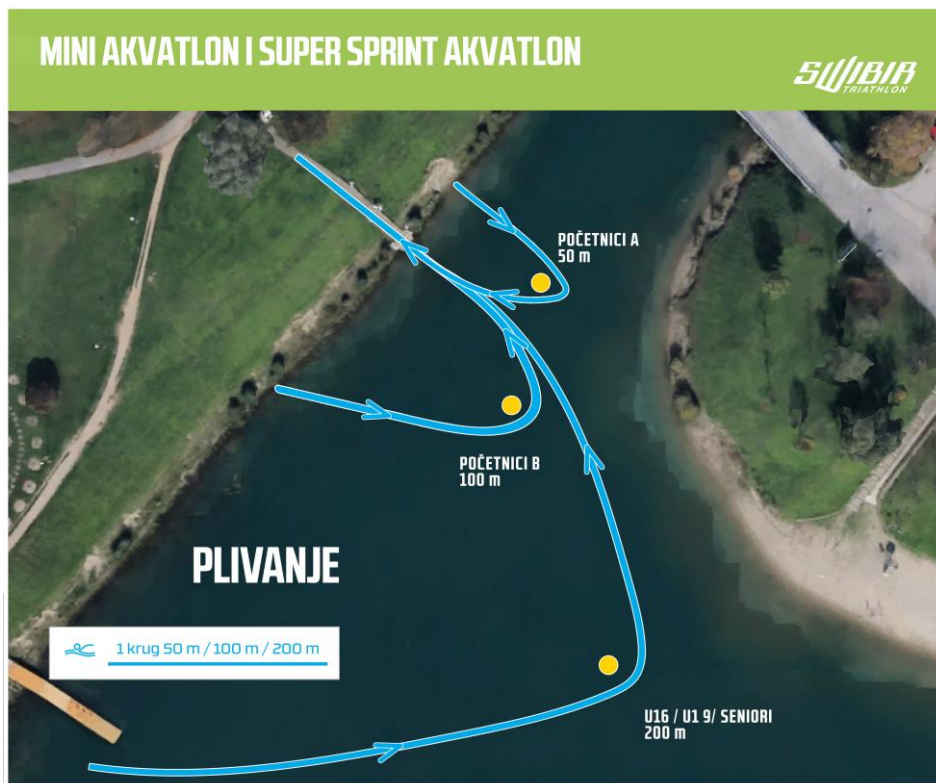 MINI AKVATLON I SUPER SPRINT AKVATLON
SWIBIR
TRIATHLON
POČETNICI A
50 m
POČETNICI B
100 m
PLIVANJE
1 krug 50 m / 100 m / 200 m
U16 / U1 9/ SENIORI
200 m